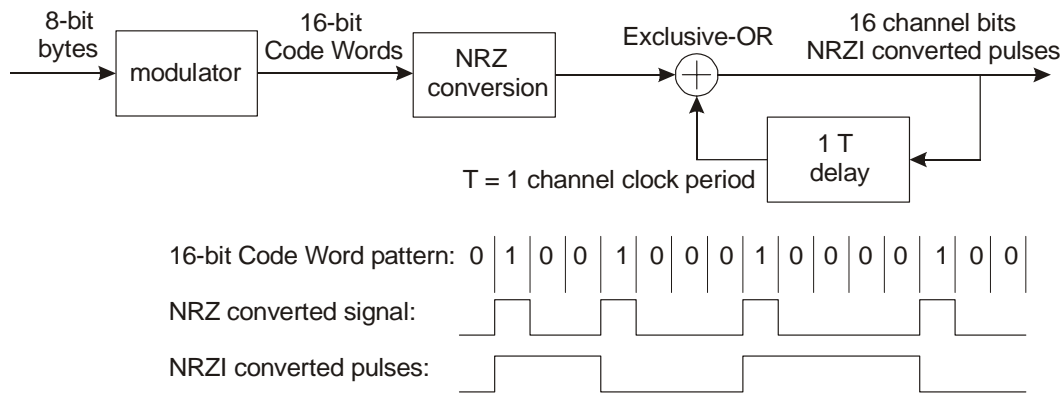 8-bit
bytes
modulator
16-bit
Code Words
NRZ
conversion
Exclusive-OR
16 channel bits
NRZI converted pulses
1 T
delay
T = 1 channel clock period
16-bit Code Word pattern: 0 1 0 0 1 0 0 0 1 0 0 0 0 1 0 0
NRZ converted signal:
NRZI converted pulses: